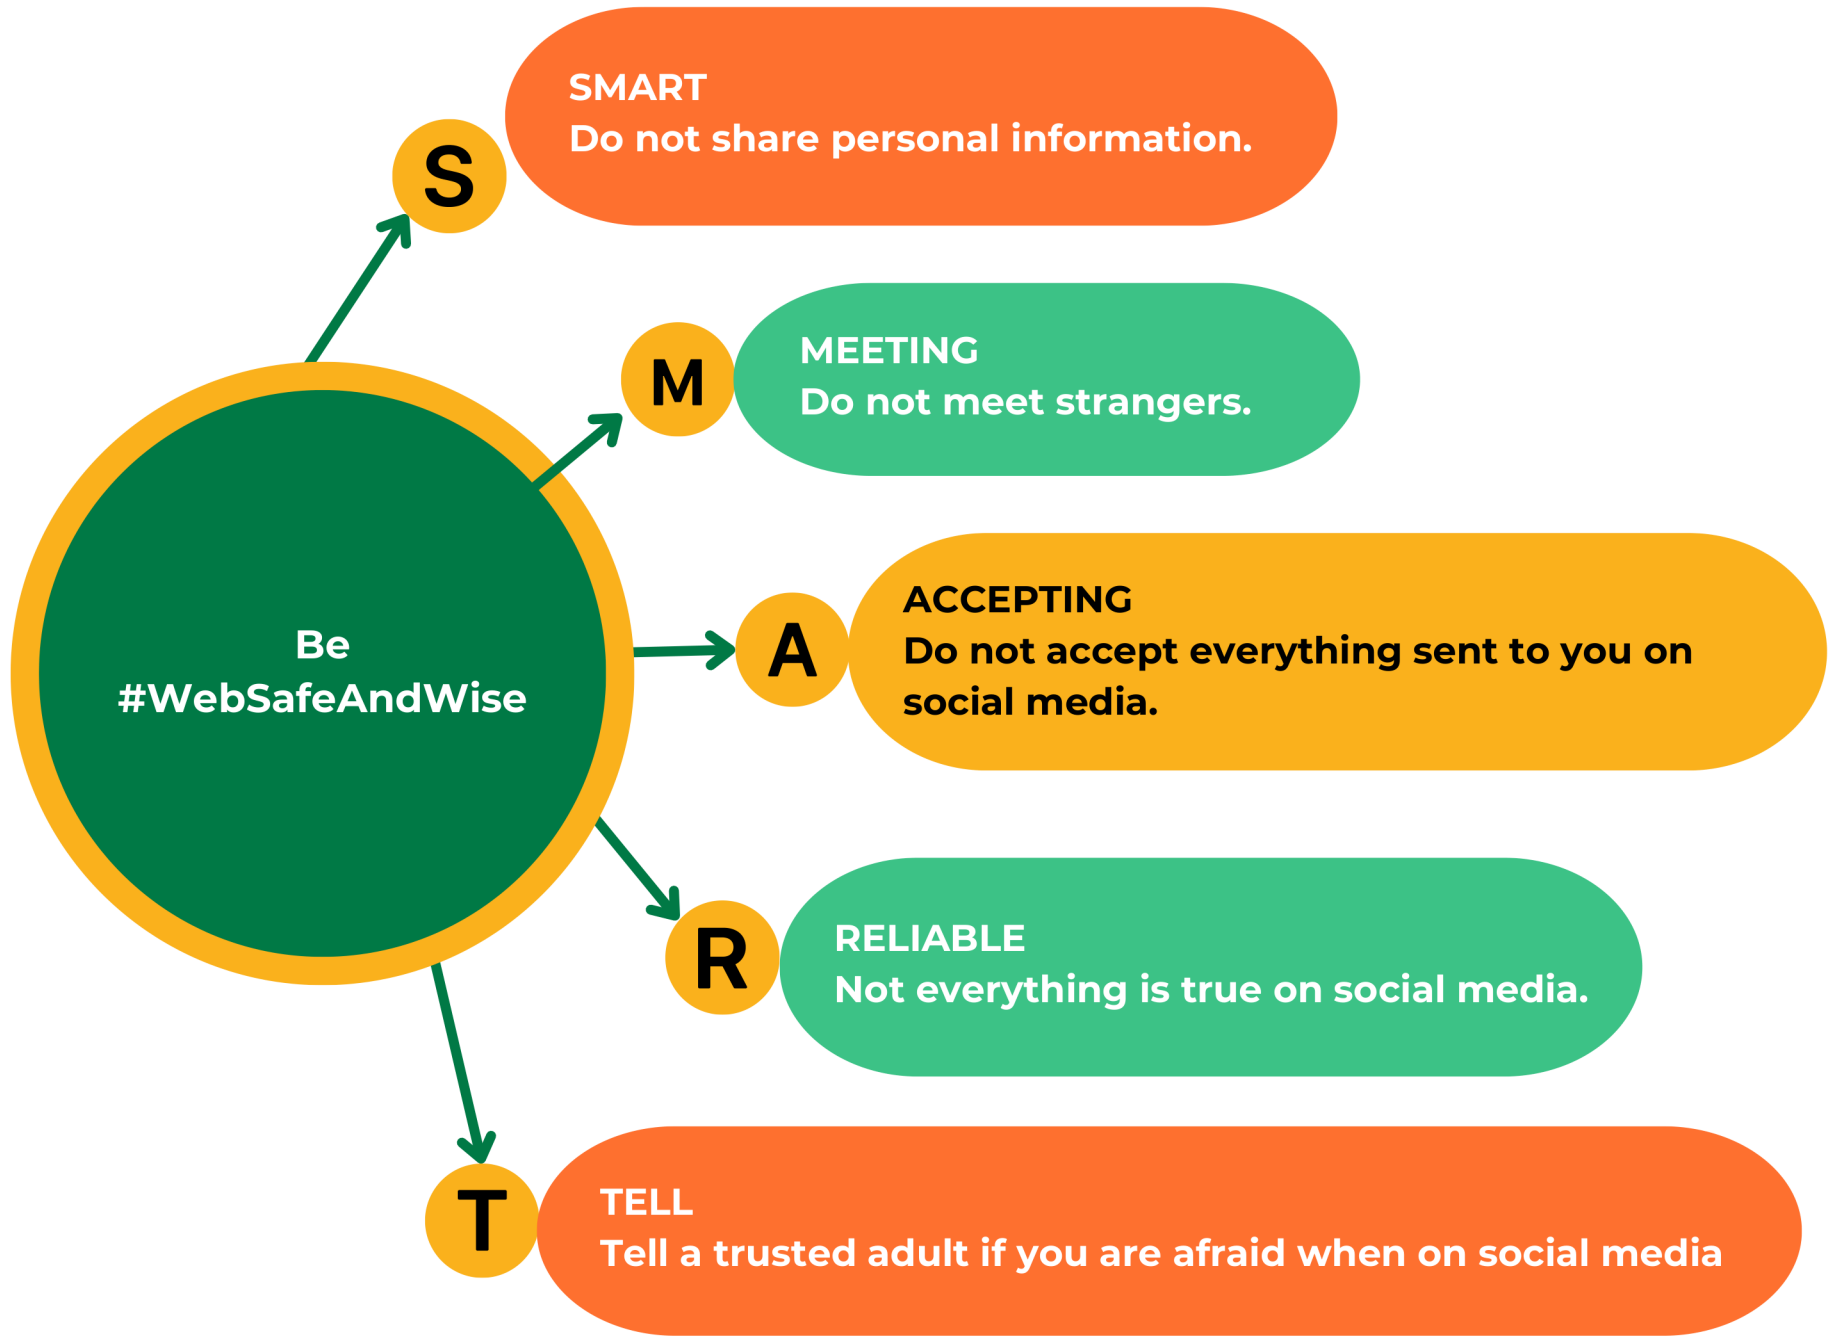 Be
#WebSafeAndWise
S
SMART
Do not share personal information.
M
MEETING
Do not meet strangers.
A
ACCEPTING
Do not accept everything sent to you on
social media.
R
RELIABLE
Not everything is true on social media.
T
TELL
Tell a trusted adult if you are afraid when on social media